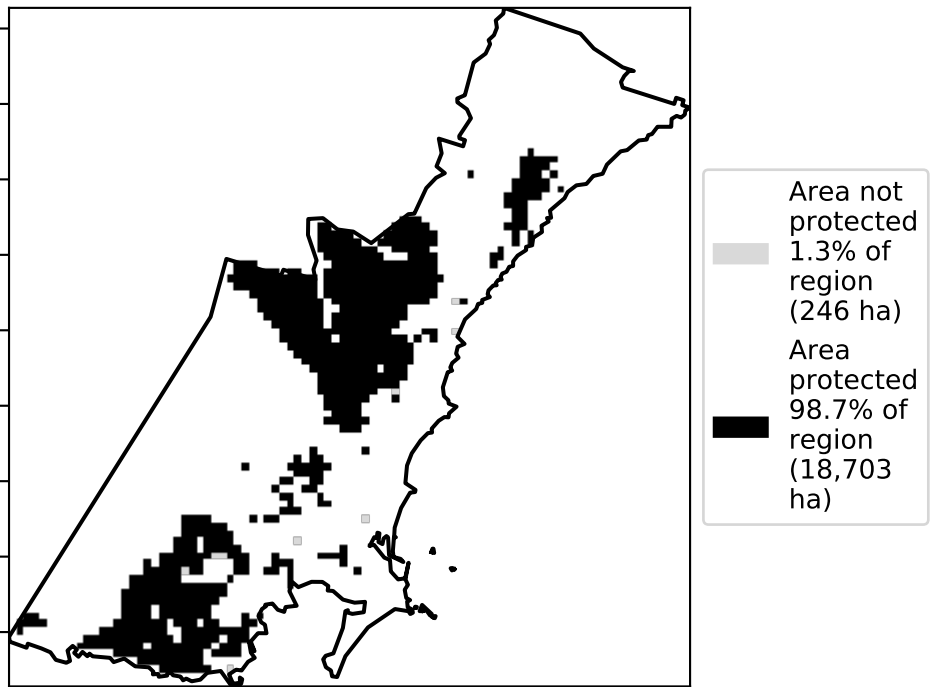 Area not
protected
1.3% of
region
(246 ha)
Area
protected
98.7% of
region
(18,703
ha)